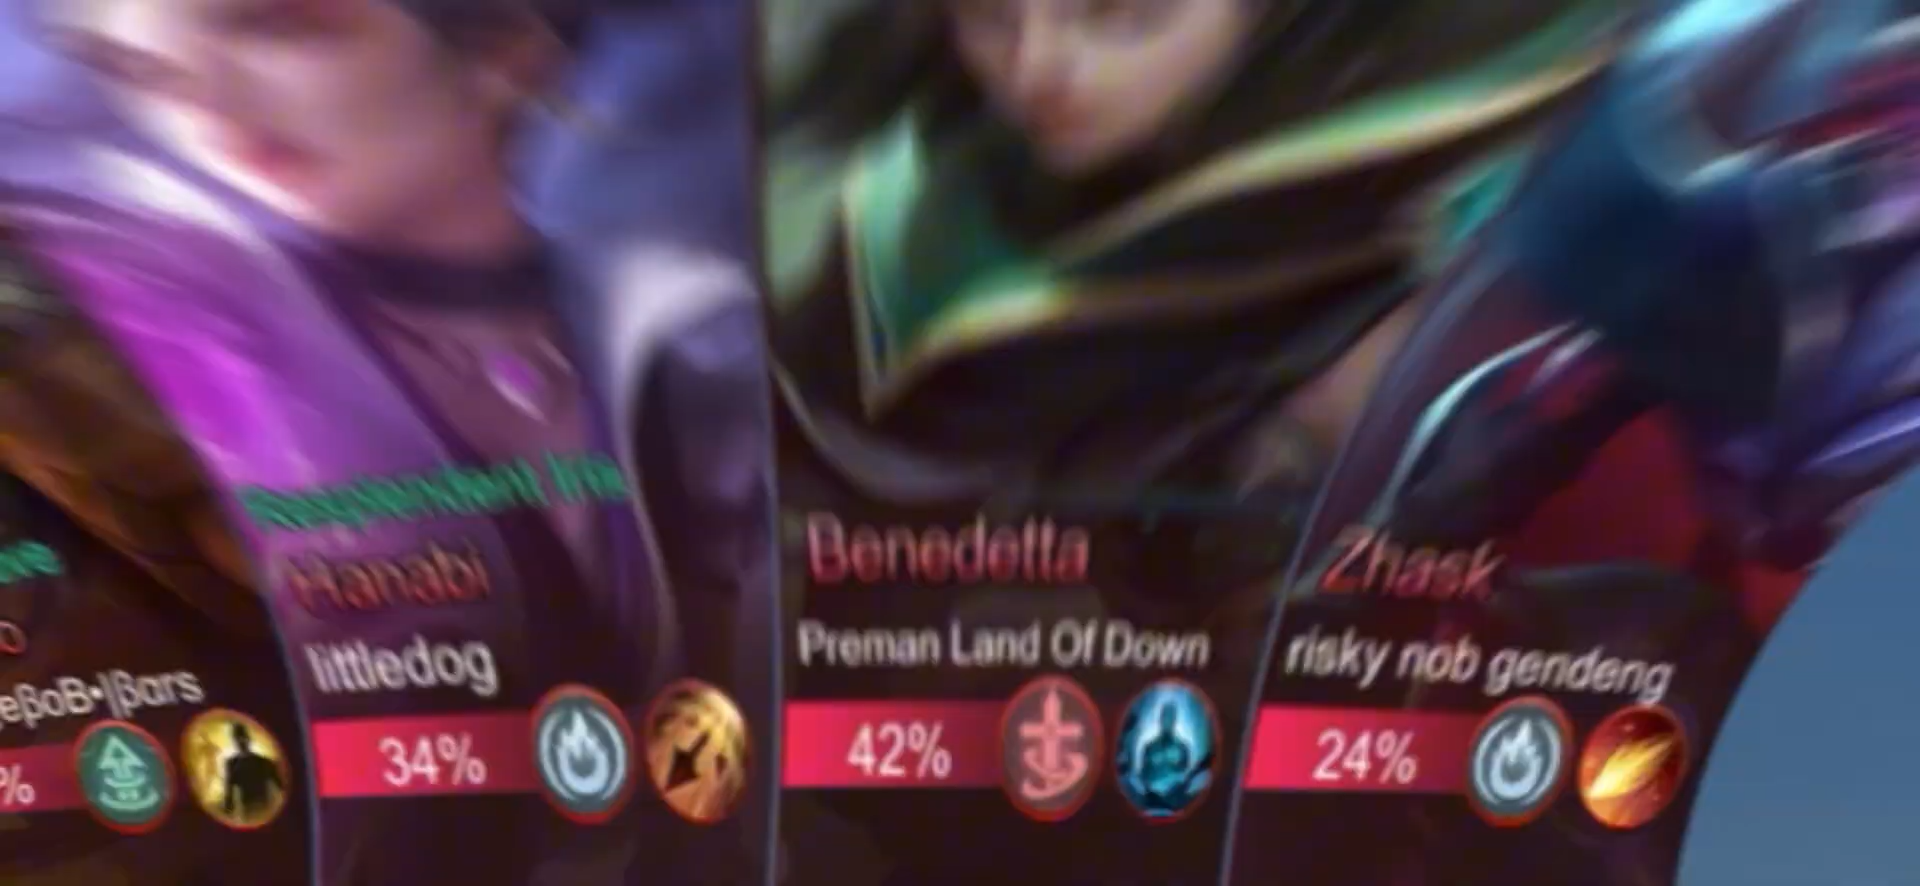 Hanabi
littledog
34%
Benedetta
Preman Land Of Down
42%
Zhask
risky nob gendeng
24%